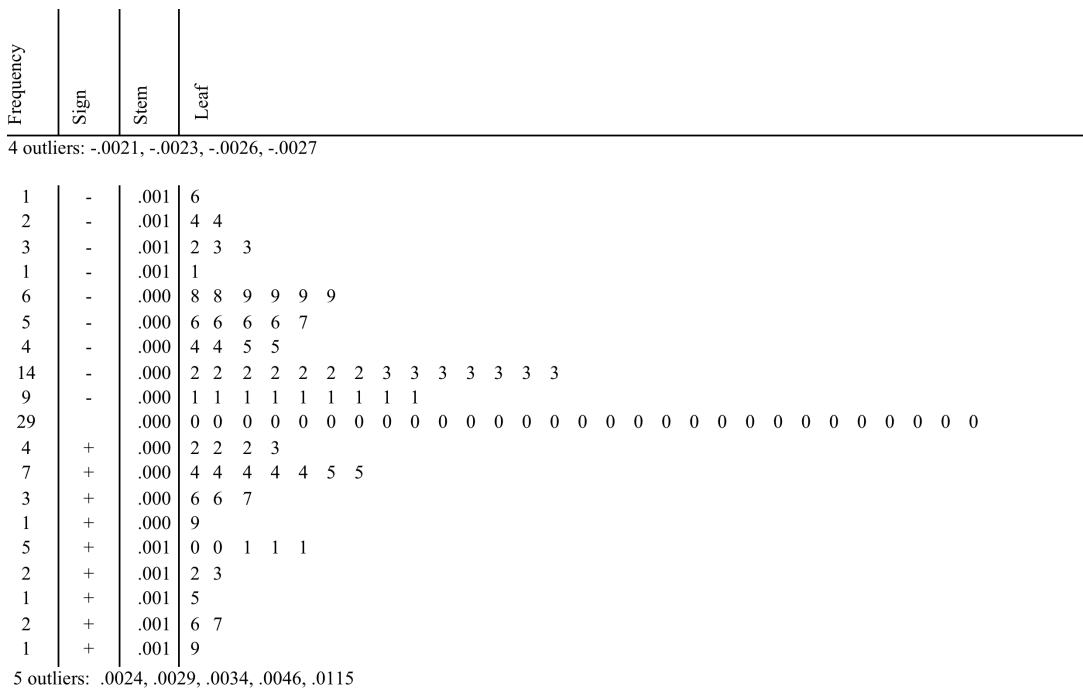 Frequency Sign Stem Leaf
4 outliers: -.0021, -.0023, -.0026, -.0027
1 - .001 6
2 - .001 4 4
3 - .001 2 3 3
1 - .001 1
6 - .000 8 8 9 9 9 9
5 - .000 6 6 6 6 7
4 - .000 4 4 5 5
14 - .000 2 2 2 2 2 2 2 3 3 3 3 3 3 3
9 - .000 1 1 1 1 1 1 1 1 1
29 .000 0 0 0 0 0 0 0 0 0 0 0 0 0 0 0 0 0 0 0 0 0 0 0 0 0 0 0 0 0
4 + .000 2 2 2 3
7 + .000 4 4 4 4 4 5 5
3 + .000 6 6 7
1 + .000 9
5 + .001 0 0 1 1 1
2 + .001 2 3
1 + .001 5
2 + .001 6 7
1 + .001 9
5 outliers: .0024, .0029, .0034, .0046, .0115